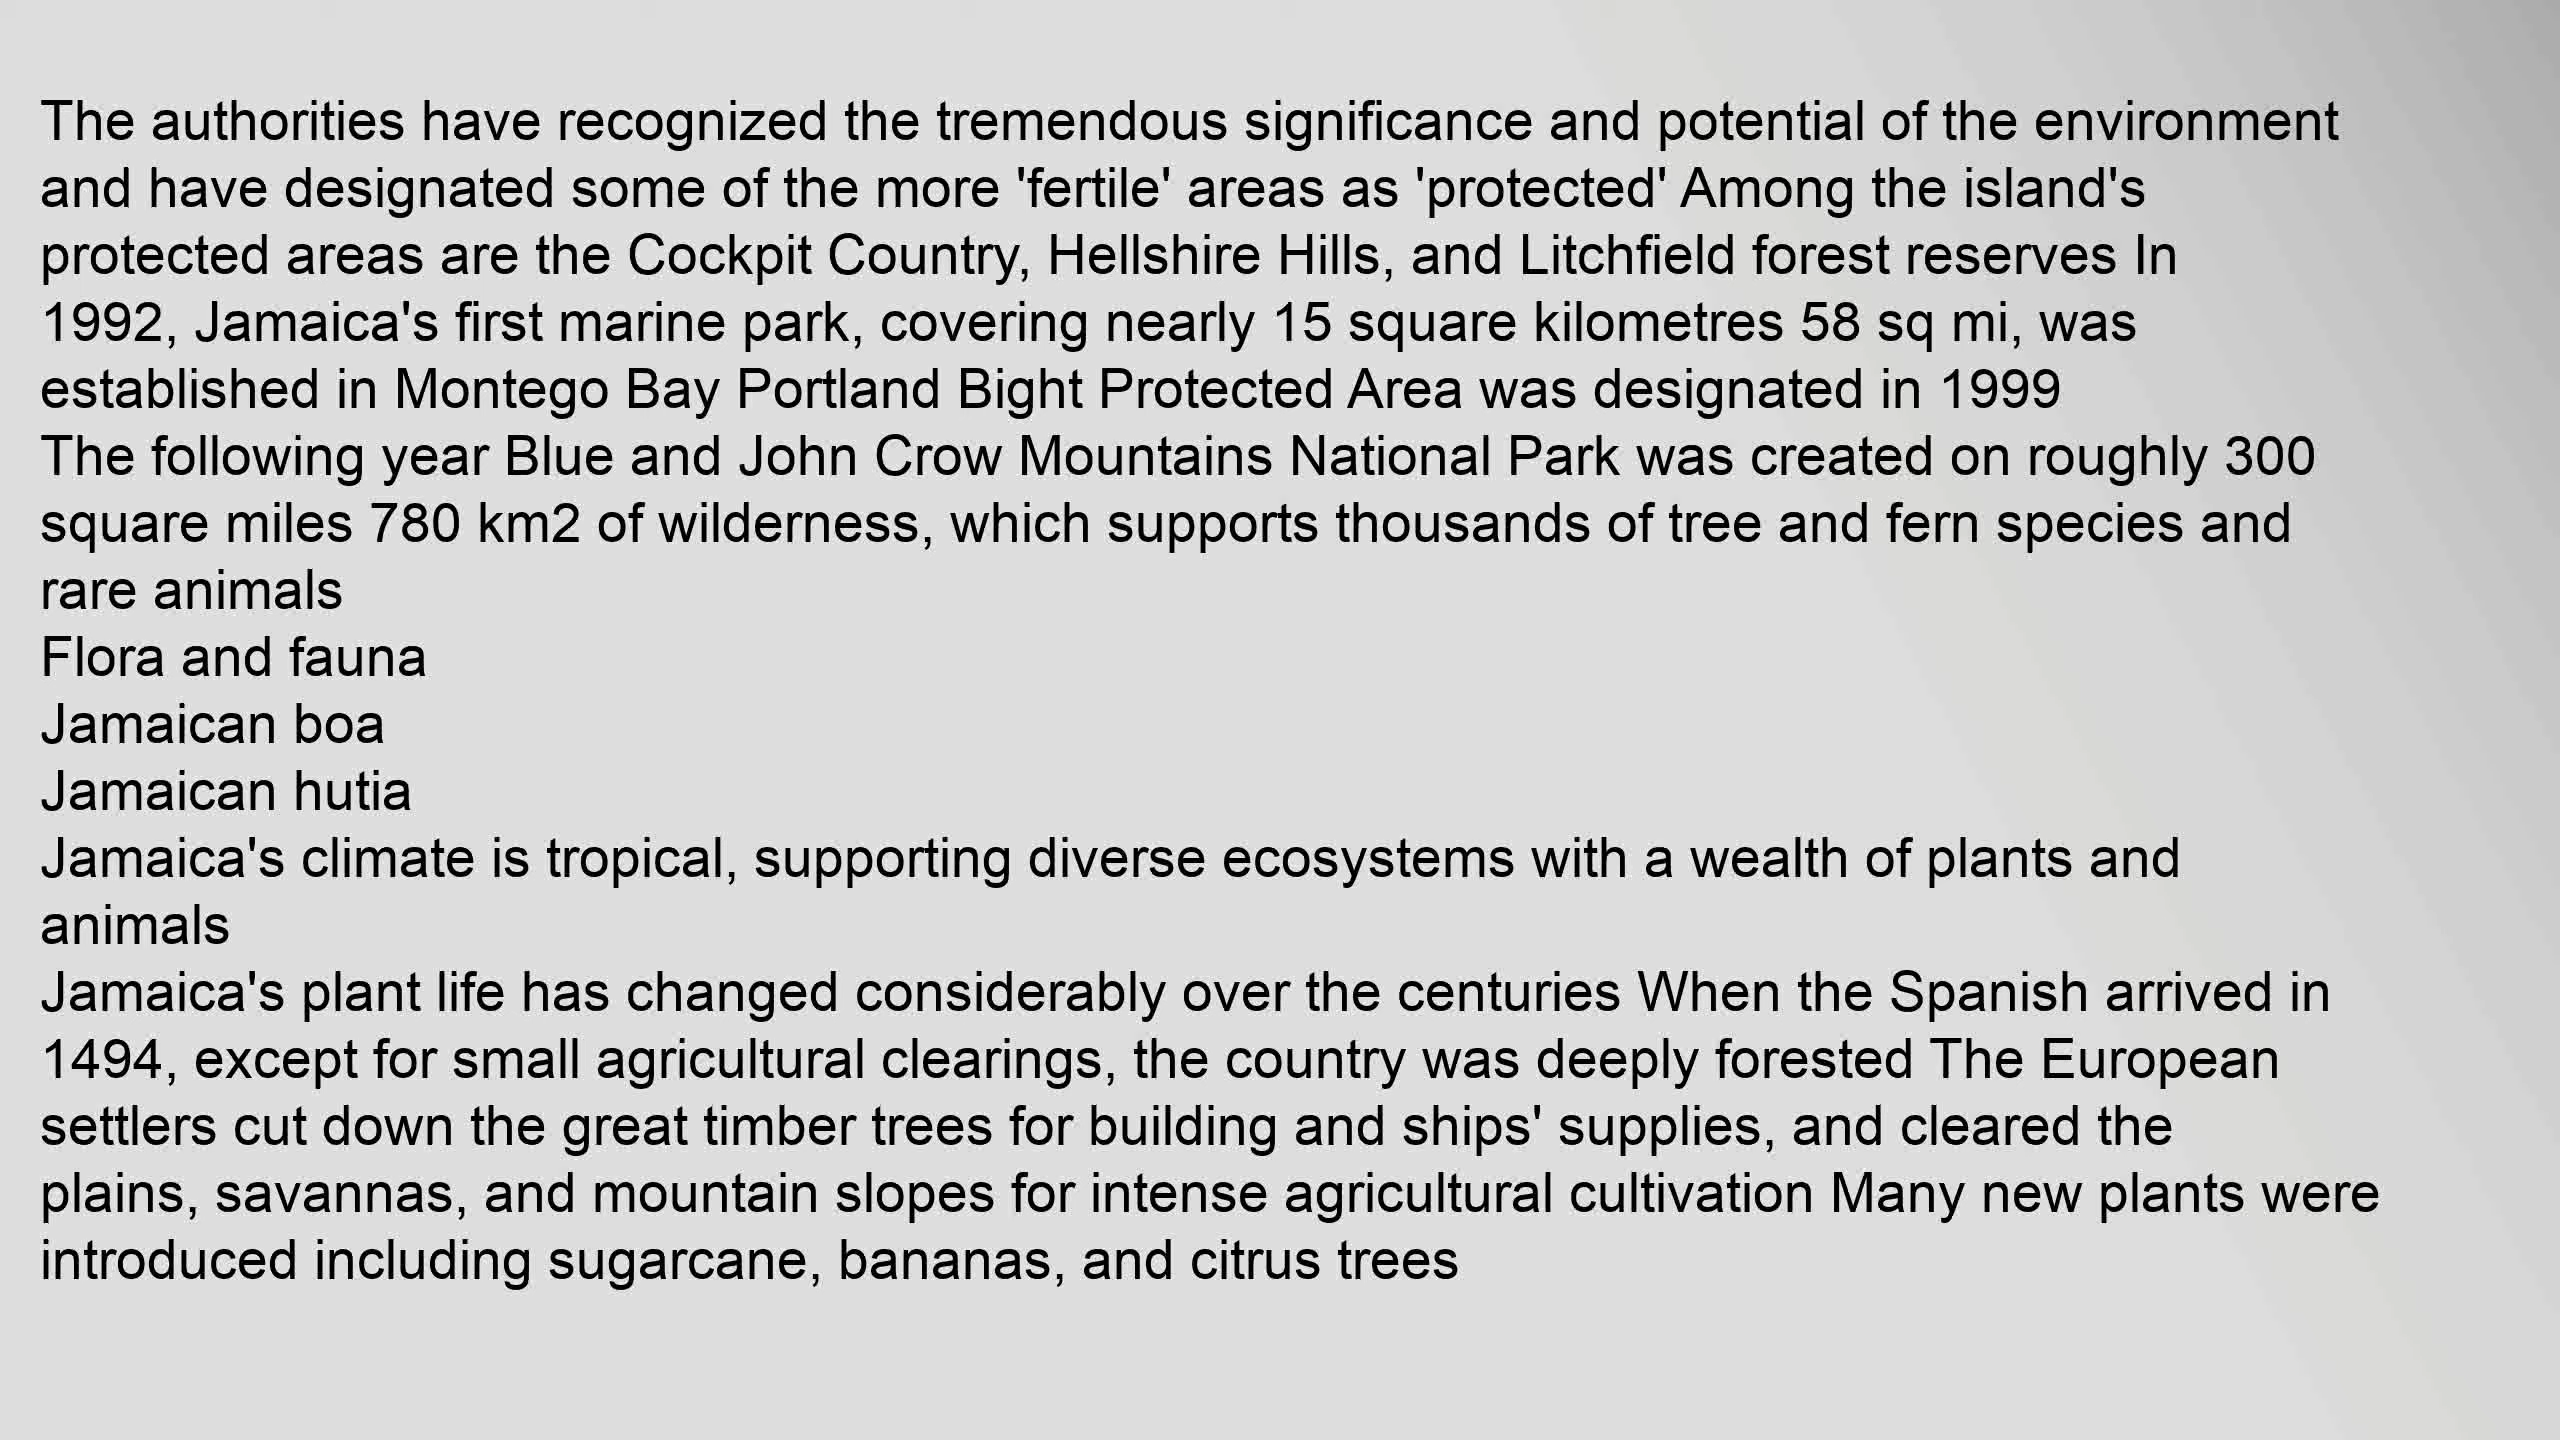 The authorities have recognized the tremendous significance and potential of the environment
and have designated some of the more 'fertile' areas as 'protected' Among the island's
protected areas are the Cockpit Country, Hellshire Hills, and Litchfield forest reserves In
1992, Jamaica's first marine park, covering nearly 15 square kilometres 58 sq mi, was
established in Montego Bay Portland Bight Protected Area was designated in 1999
The following year Blue and John Crow Mountains National Park was created on roughly 300
square miles 780 km2 of wilderness, which supports thousands of tree and fern species and
rare animals
Flora and fauna
Jamaican boa
Jamaican hutia
Jamaica's climate is tropical, supporting diverse ecosystems with a wealth of plants and
animals
Jamaica's plant life has changed considerably over the centuries When the Spanish arrived in
1494, except for small agricultural clearings, the country was deeply forested The European
settlers cut down the great timber trees for building and ships' supplies, and cleared the
plains, savannas, and mountain slopes for intense agricultural cultivation Many new plants were
introduced including sugarcane, bananas, and citrus trees